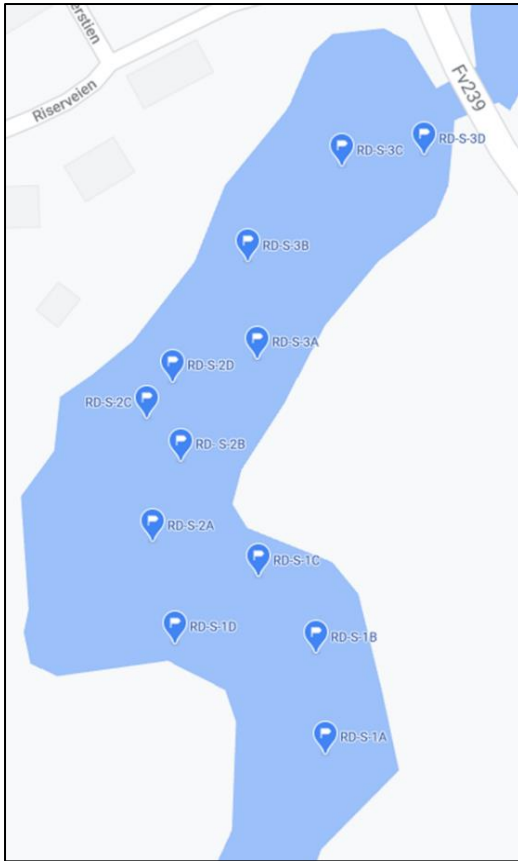 erstien
Riserveien
Fv239
RD-S-3D
RD-S-3C
RD-S-3B
RD-S-3A
RD-S-2D
RD-S-2C
RD- S-2B
RD-S-2A
RD-S-1C
RD-S-1D
RD-S-1B
RD-S-1A